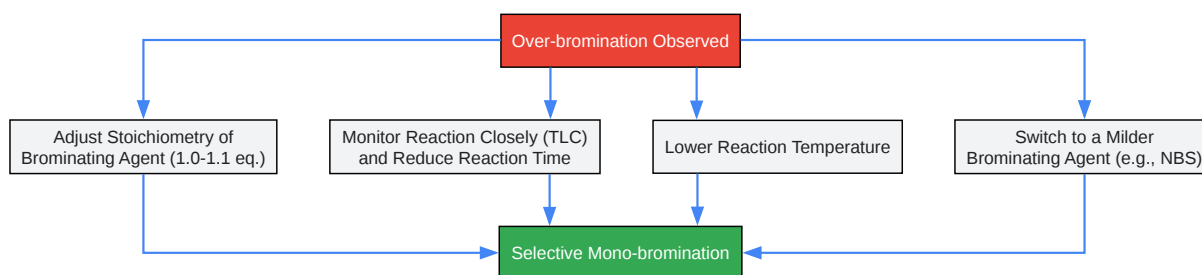 Over-bromination Observed
Adjust Stoichiometry of
Brominating Agent (1.0-1.1 eq.)
Monitor Reaction Closely (TLC)
and Reduce Reaction Time
Lower Reaction Temperature
Switch to a Milder
Brominating Agent (e.g., NBS)
Selective Mono-bromination